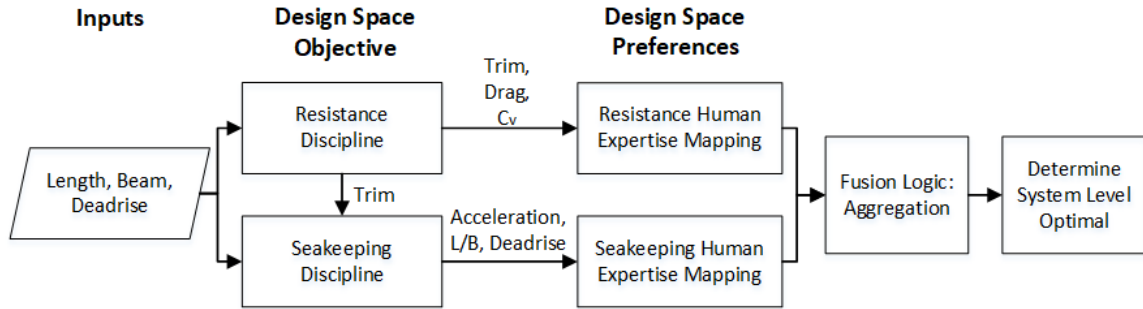 Inputs
Design Space
Objective
Design Space
Preferences
Length, Beam,
Deadrise
Resistance
Discipline
Trim,
Drag,
Cv
Resistance Human
Expertise Mapping
Trim
Seakeeping
Discipline
Acceleration,
L/B, Deadrise
Seakeeping Human
Expertise Mapping
Fusion Logic:
Aggregation
Determine
System Level
Optimal